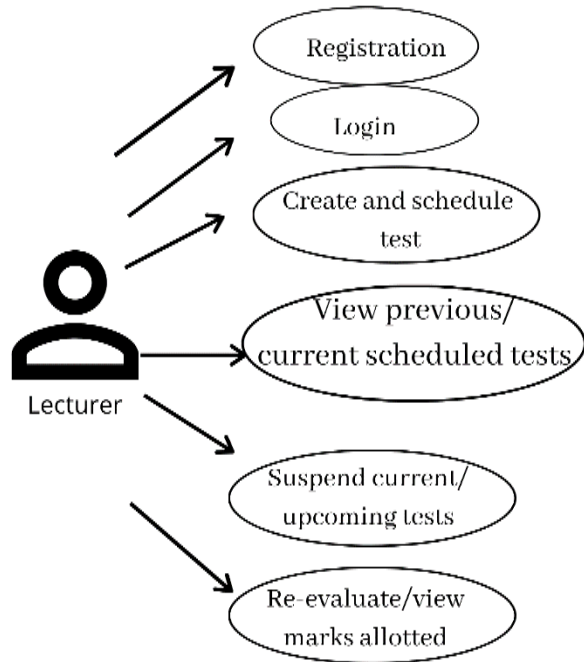 Registration
Login
Create and schedule
test
View previous/
current scheduled tests
Lecturer
Suspend current/
upcoming tests
Re-evaluate/view
marks allotted